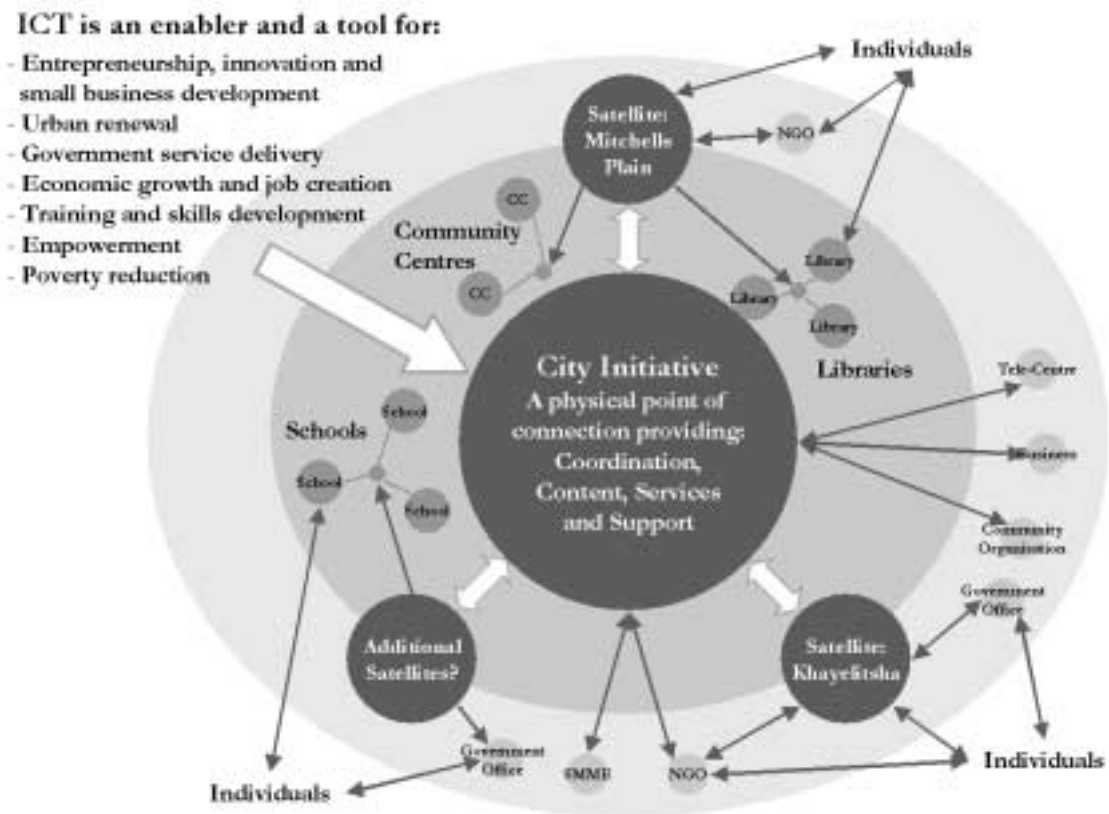 ICT is an enabler and a tool for:
- Entrepreneurship, innovation and
small business development
- Urban renewal
- Government service delivery
- Economic growth and job creation
- Training and skills development
- Empowerment
- Poverty reduction
Individuals
Satellite:
Mitchells
Plain
NGO
CC
Community
Centres
CC
Library
Library
Library
Libraries
City Initiative
A physical point of
connection providing:
Coordination,
Content, Services
and Support
Tele-Centre
Business
Community
Organisation
School
Schools
School
School
Government
Office
Additional
Satellites?
Satellite:
Khayelitsha
Government
Office
SMME
NGO
Individuals
Individuals